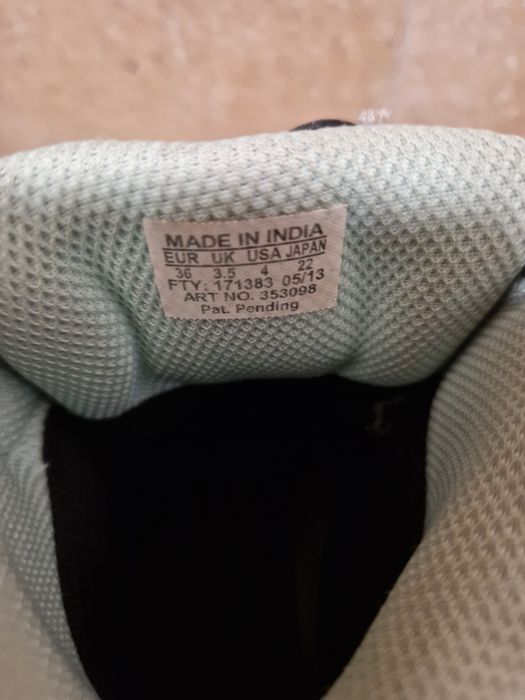 MADE IN INDIA
EUR UK USA JAPAN
36 3.5 4 22
FTY: 171383 05/13
ART NO. 353098
Pat. Pending